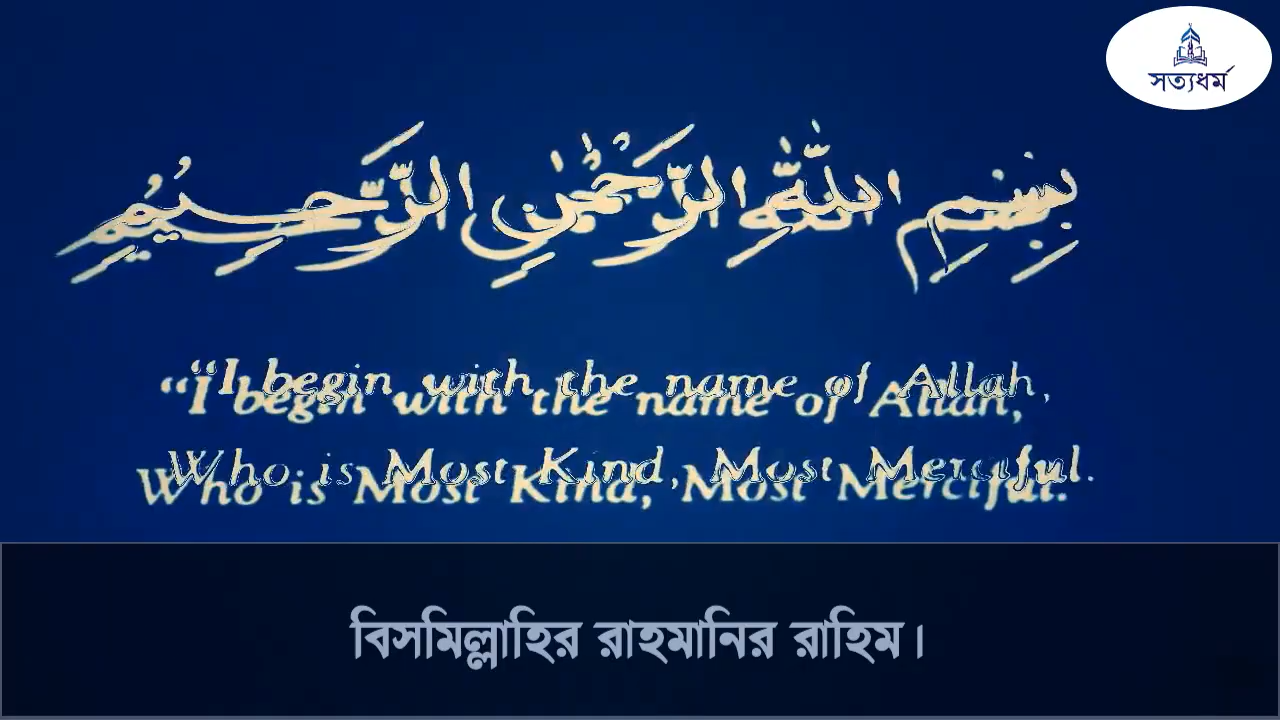 সত্যধর্ম
بِسْمِ اللّٰهِ الرَّحْمٰنِ الرَّحِيْمِ
“I begin with the name of Allah,
Who is Most Kind, Most Merciful.
বিসমিল্লাহির রাহমানির রাহিম।